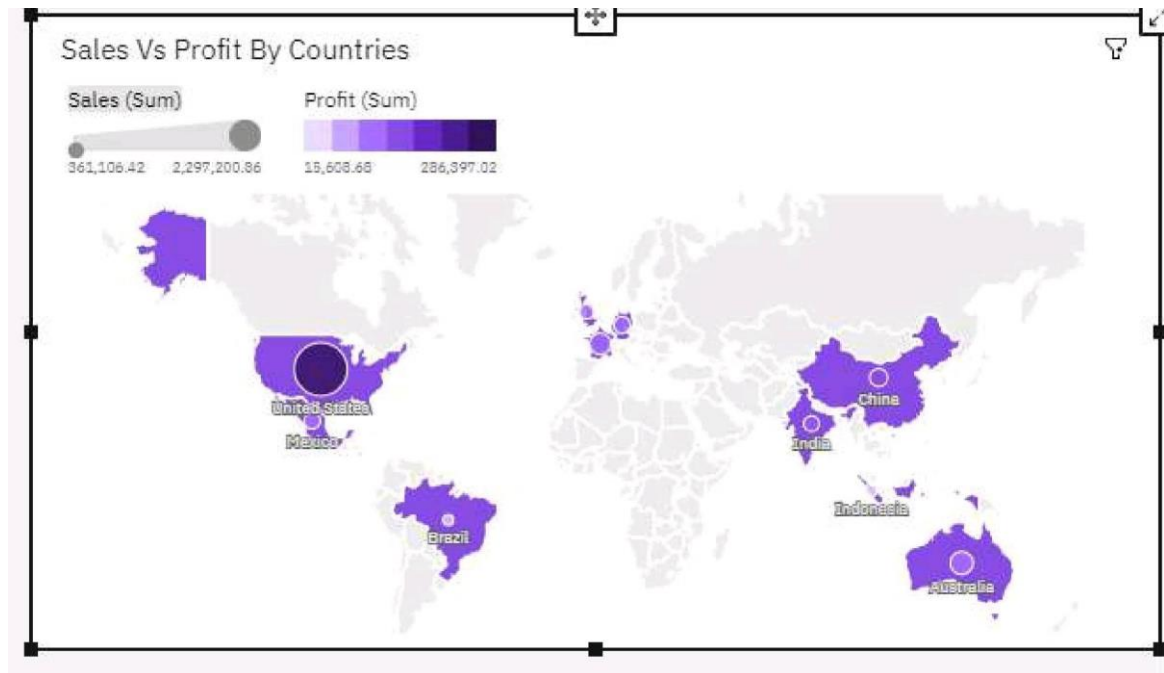 Sales Vs Profit By Countries
Sales (Sum)
Profit (Sum)
361,106.42
2,297,200.86
15,608.68
286,397.02
United States
Mexico
China
India
Indonesia
Brazil
Australia